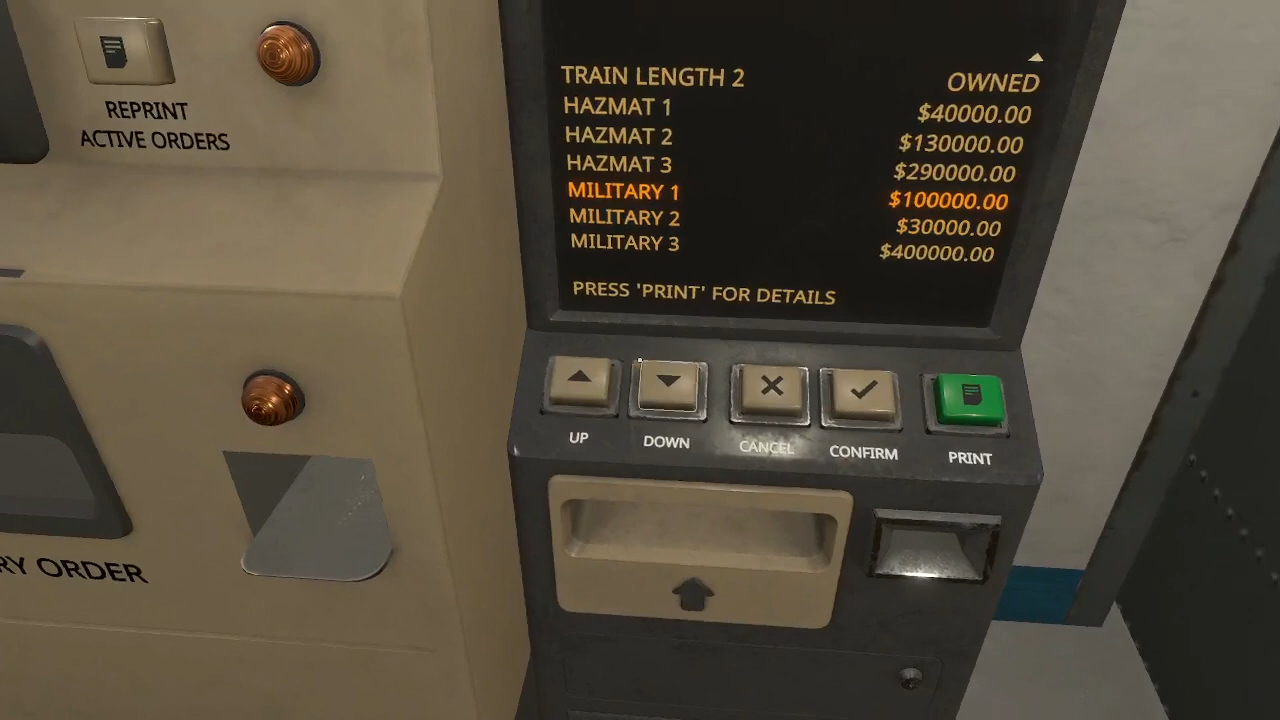 REPRINT
ACTIVE ORDERS
TRAIN LENGTH 2 OWNED
HAZMAT 1 $40000.00
HAZMAT 2 $130000.00
HAZMAT 3 $290000.00
MILITARY 1 $100000.00
MILITARY 2 $30000.00
MILITARY 3 $400000.00
PRESS 'PRINT' FOR DETAILS
UP
DOWN
CANCEL
CONFIRM
PRINT
RY ORDER